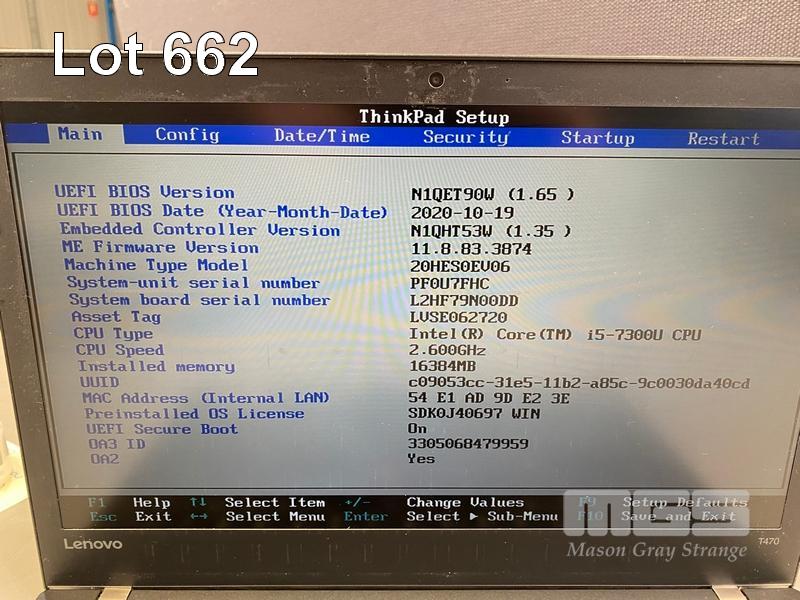 Lot 662
ThinkPad Setup
Main Config Date/Time Security Startup Restart
UEFI BIOS Version N1QET90W (1.65 )
UEFI BIOS Date (Year-Month-Date) 2020-10-19
Embedded Controller Version N1QHT53W (1.35 )
ME Firmware Version 11.8.83.3874
Machine Type Model 20HES0EV06
System-unit serial number PF0U7FHC
System board serial number L2HF79N00DD
Asset Tag LVSE062720
CPU Type Intel(R) Core(TM) i5-7300U CPU
CPU Speed 2.600GHz
Installed memory 16384MB
UUID c09053cc-31e5-11b2-a85c-9c0030da40cd
MAC Address (Internal LAN) 54 E1 AD 9D E2 3E
Preinstalled OS License SDK0J40697 WIN
UEFI Secure Boot On
OA3 ID 3305068479959
OA2 Yes
F1 Help ↑↓ Select Item +/- Change Values F9 Setup Defaults
Esc Exit ←→ Select Menu Enter Select ▶ Sub-Menu F10 Save and Exit
MGS
Mason Gray Strange
Lenovo
T470